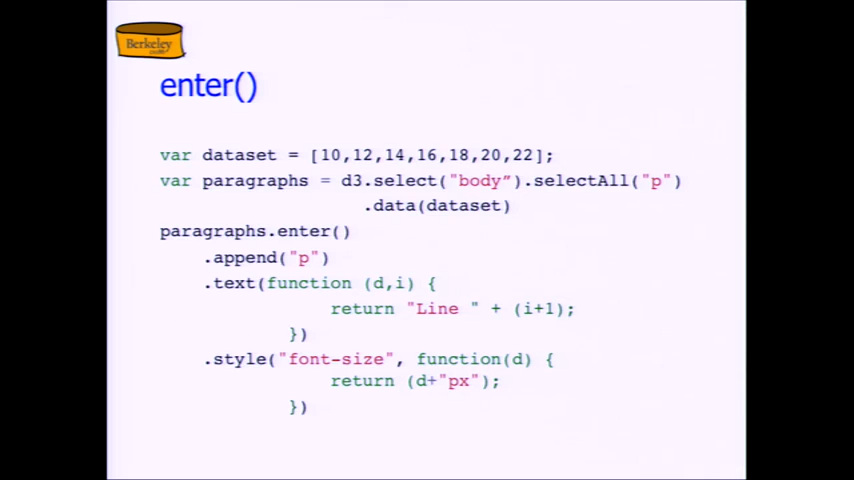 Berkeley
enter()
var dataset = [10,12,14,16,18,20,22];
var paragraphs = d3.select("body”).selectAll("p")
.data(dataset)
paragraphs.enter()
.append("p")
.text(function (d,i) {
return "Line " + (i+1);
})
.style("font-size", function(d) {
return (d+"px");
})